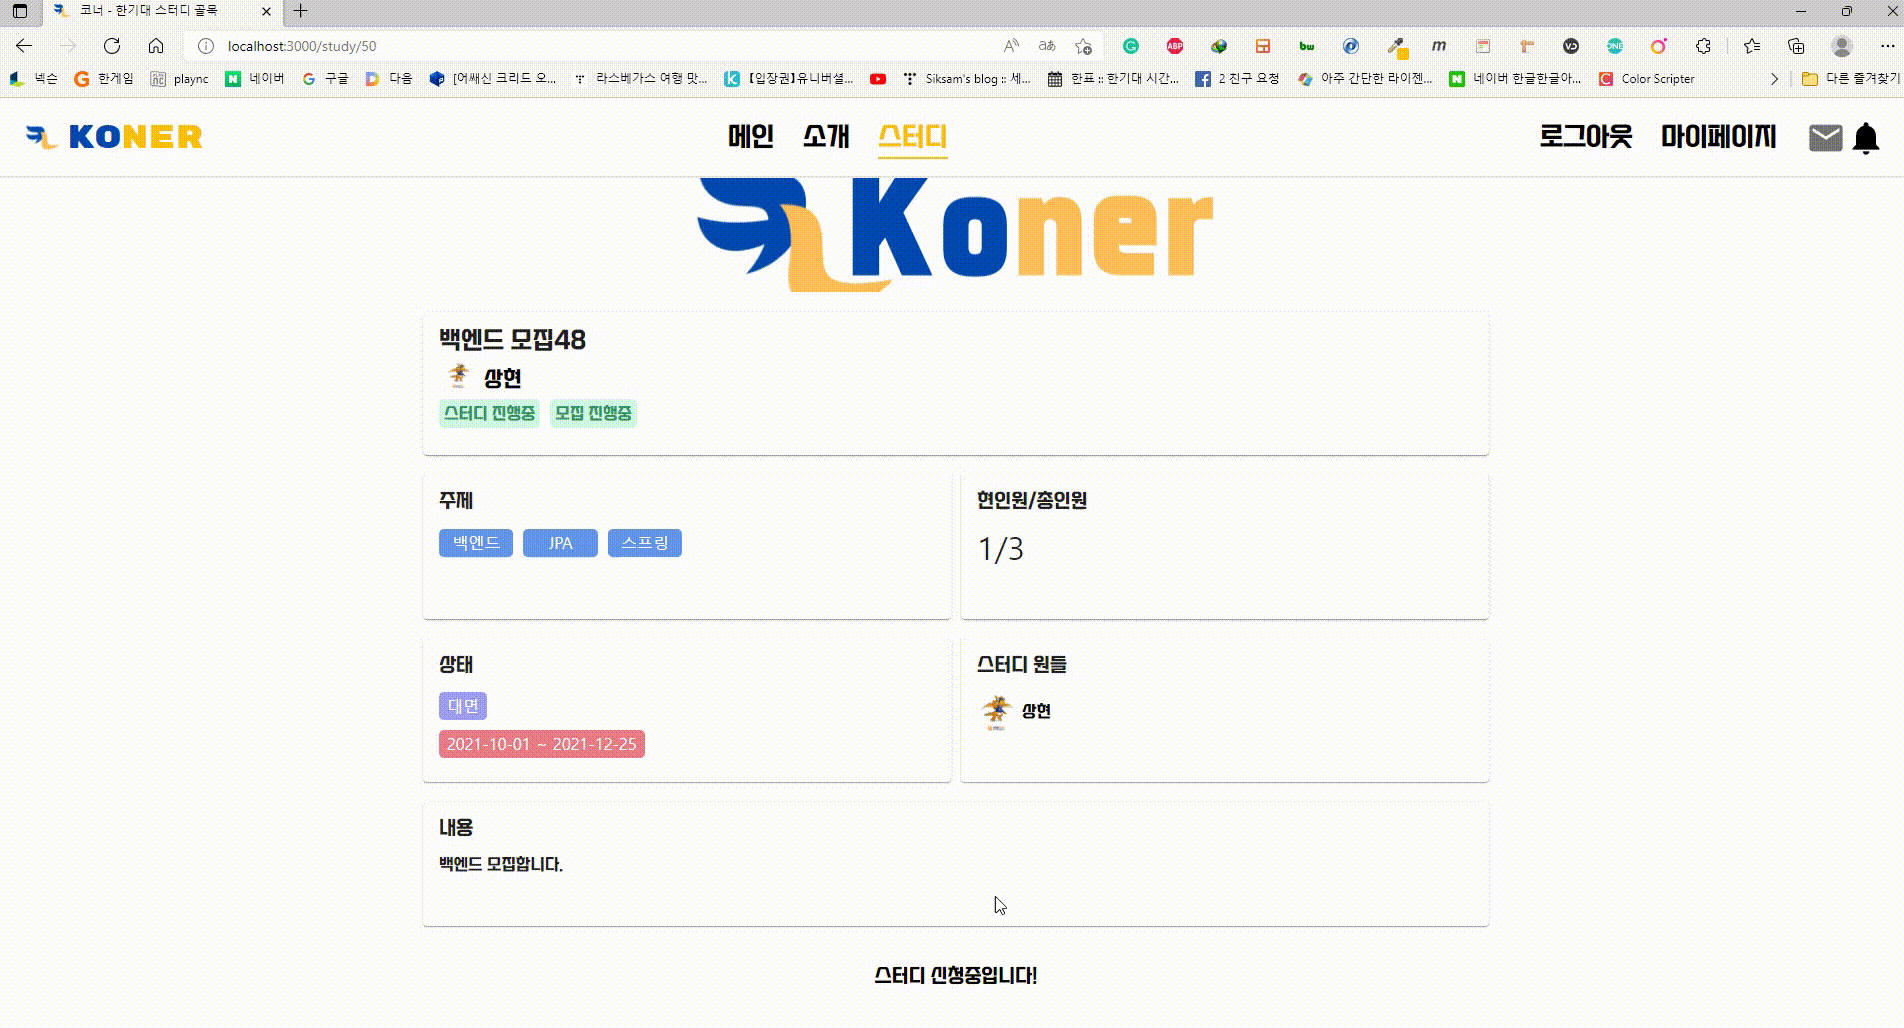 코너 - 한기대 스터디 골목
localhost:3000/study/50
넥슨 한게임 plaync 네이버 구글 다음 [어쌔신 크리드 오... 라스베가스 여행 맛... 【입장권】유니버셜... Siksam's blog :: 세... 한표 :: 한기대 시간... 2 친구 요청 아주 간단한 라이젠... 네이버 한글한글아... Color Scripter 다른 즐겨찾기
KONER 메인 소개 스터디 로그아웃 마이페이지
Koner
백엔드 모집48
상현
스터디 진행중 모집 진행중
주제
백엔드 JPA 스프링
현인원/총인원
1/3
상태
대면
2021-10-01 ~ 2021-12-25
스터디 원들
상현
내용
백엔드 모집합니다.
스터디 신청중입니다!